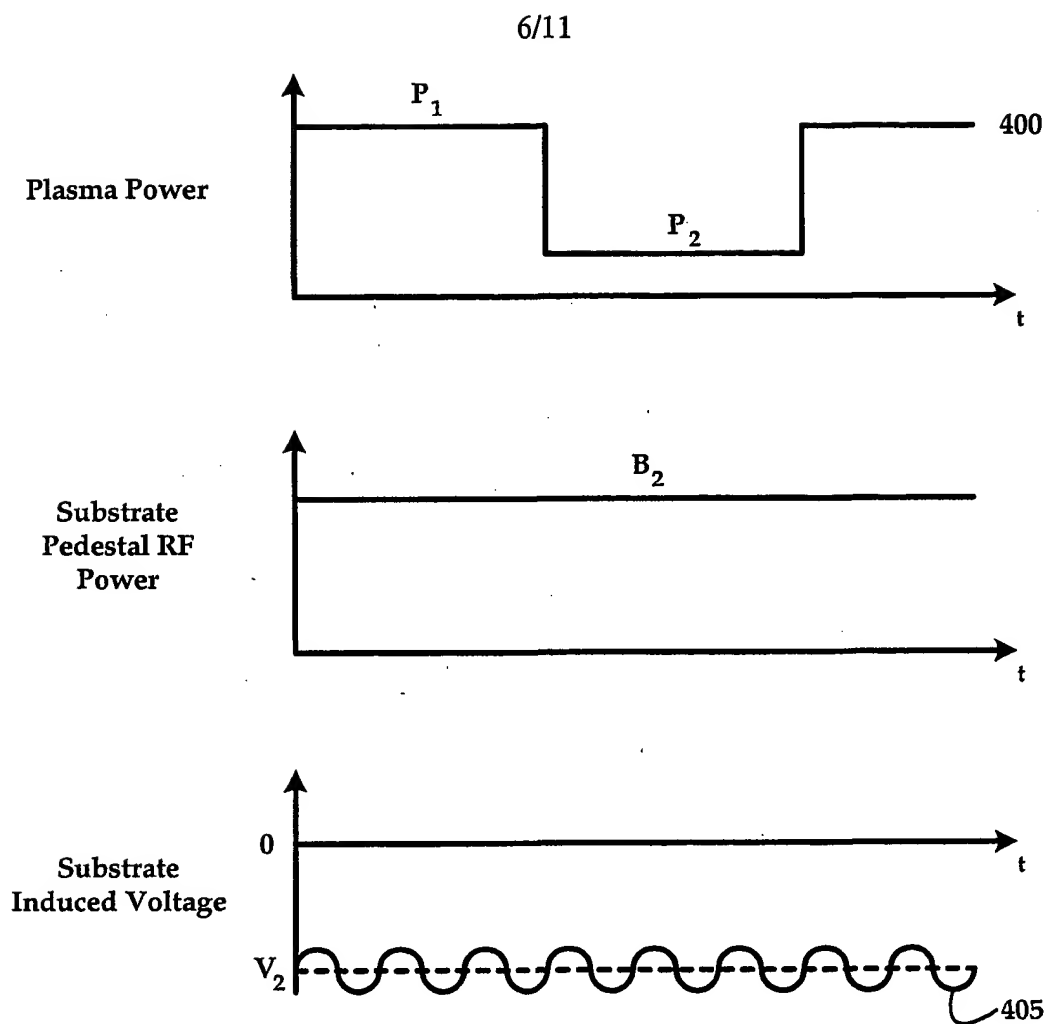 6/11
P1
400
Plasma Power
P2
t
B2
Substrate
Pedestal RF
Power
t
0
t
Substrate
Induced Voltage
V2
405